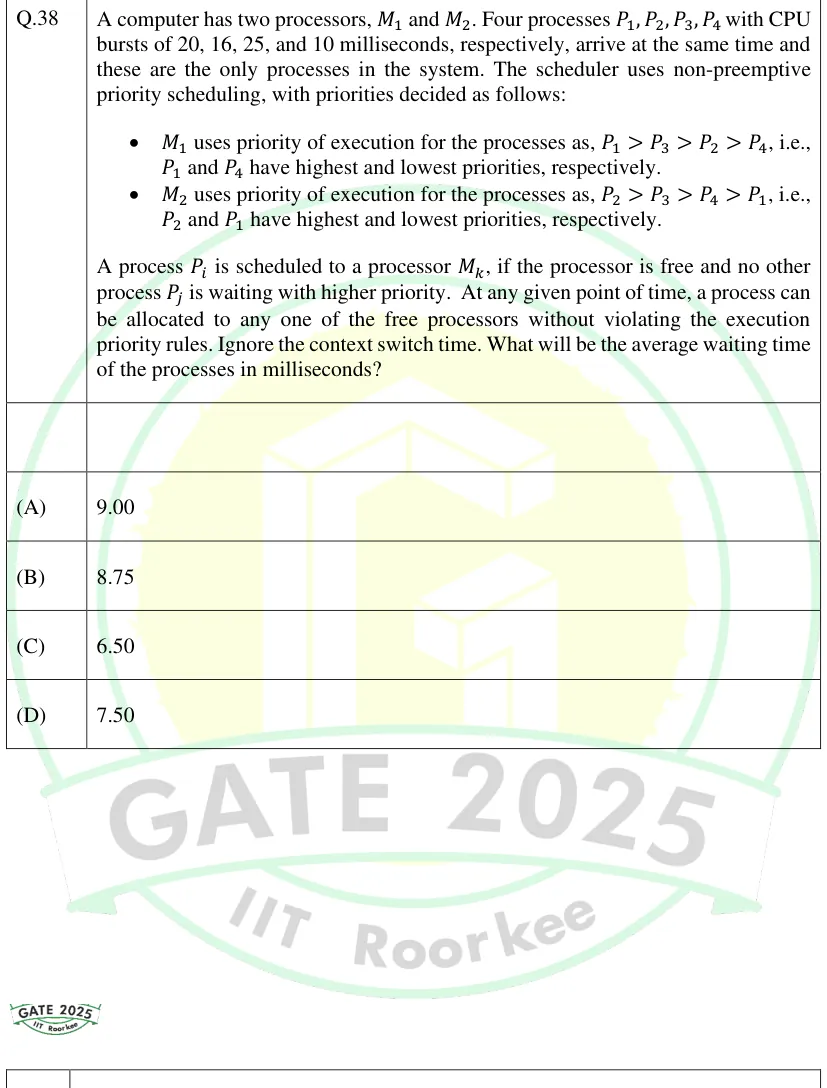 Q.38 A computer has two processors, M₁ and M₂. Four processes P₁, P₂, P₃, P₄ with CPU
bursts of 20, 16, 25, and 10 milliseconds, respectively, arrive at the same time and
these are the only processes in the system. The scheduler uses non-preemptive
priority scheduling, with priorities decided as follows:
• M₁ uses priority of execution for the processes as, P₁ > P₃ > P₂ > P₄, i.e.,
P₁ and P₄ have highest and lowest priorities, respectively.
• M₂ uses priority of execution for the processes as, P₂ > P₃ > P₄ > P₁, i.e.,
P₂ and P₁ have highest and lowest priorities, respectively.
A process Pᵢ is scheduled to a processor Mₖ, if the processor is free and no other
process Pⱼ is waiting with higher priority. At any given point of time, a process can
be allocated to any one of the free processors without violating the execution
priority rules. Ignore the context switch time. What will be the average waiting time
of the processes in milliseconds?
(A) 9.00
(B) 8.75
(C) 6.50
(D) 7.50
GATE 2025
IIT Roorkee
GATE 2025
IIT Roorkee